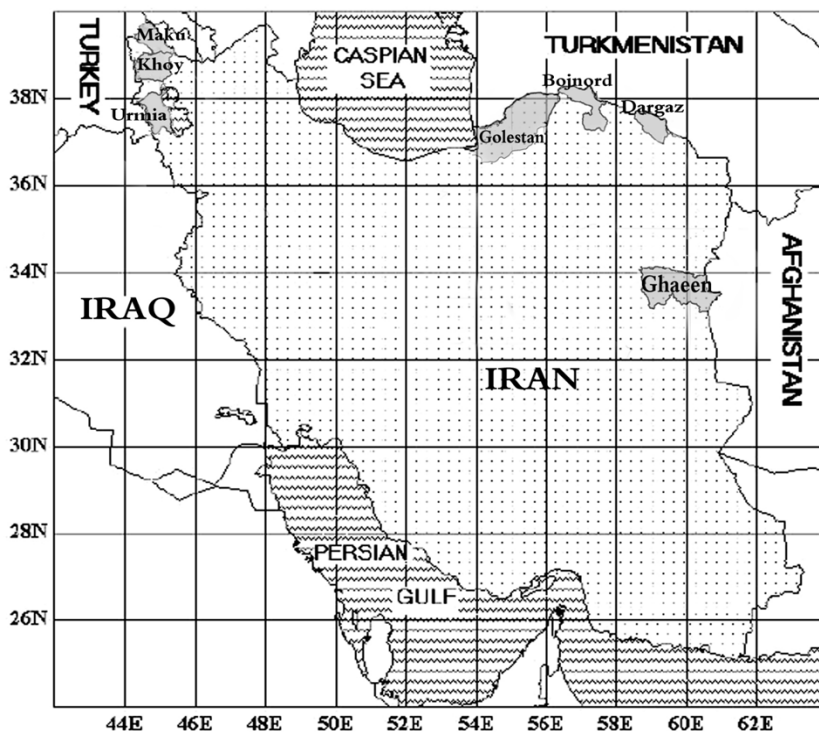 TURKEY
Maku
Khoy
Urmia
CASPIAN
SEA
TURKMENISTAN
Bojnord
Dargaz
Golestan
Ghaeen
AFGHANISTAN
IRAQ
IRAN
PERSIAN
GULF
38N
36N
34N
32N
30N
28N
26N
44E
46E
48E
50E
52E
54E
56E
58E
60E
62E